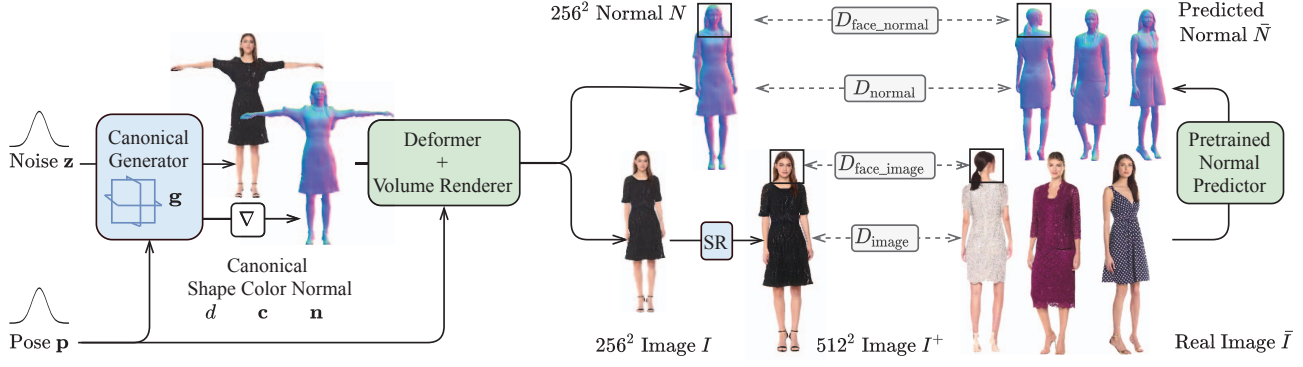 256² Normal N
D_face_normal
Predicted
Normal N̄
D_normal
Noise z
Canonical
Generator
g
∇
Deformer
+
Volume Renderer
Pretrained
Normal
Predictor
D_face_image
SR
D_image
Canonical
Shape Color Normal
d c n
Pose p
256² Image I
512² Image I⁺
Real Image Ī